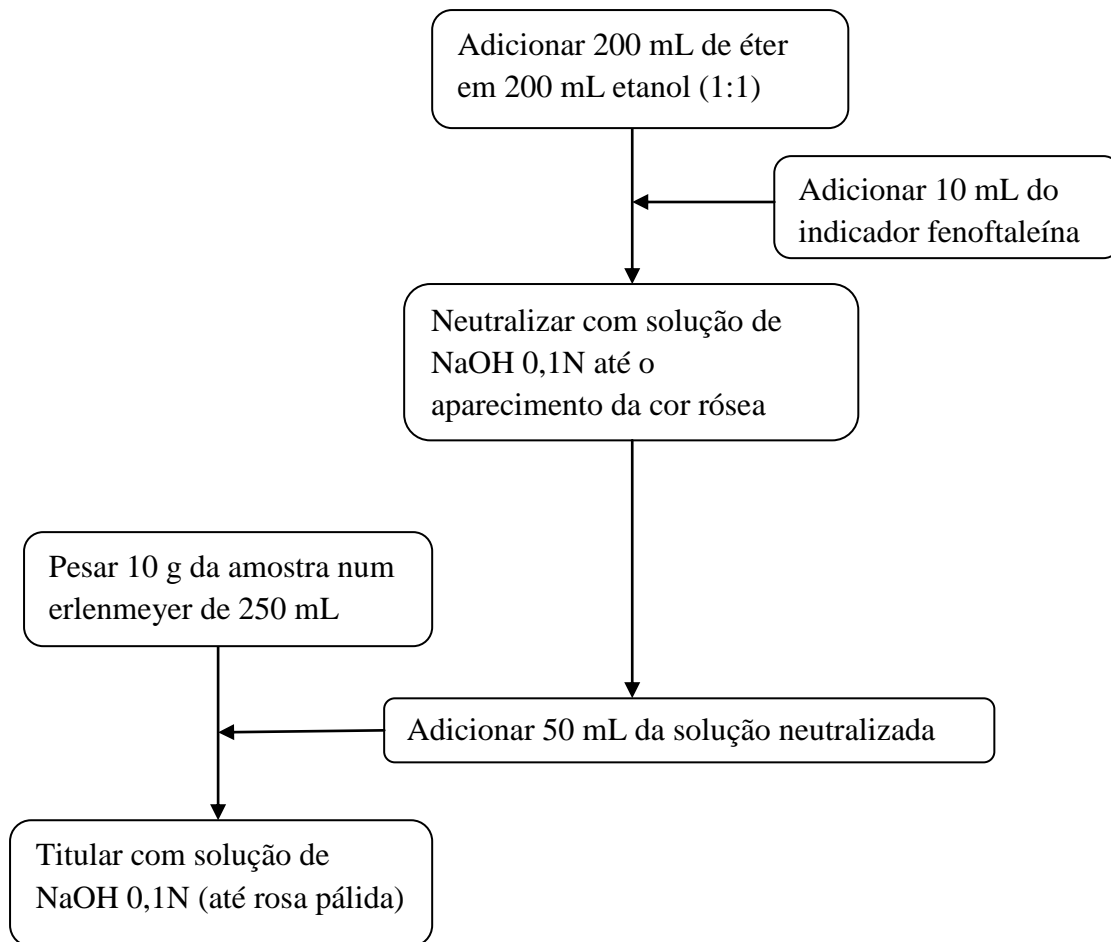 Adicionar 200 mL de éter
em 200 mL etanol (1:1)
Adicionar 10 mL do
indicador fenoftaleína
Neutralizar com solução de
NaOH 0,1N até o
aparecimento da cor rósea
Pesar 10 g da amostra num
erlenmeyer de 250 mL
Adicionar 50 mL da solução neutralizada
Titular com solução de
NaOH 0,1N (até rosa pálida)